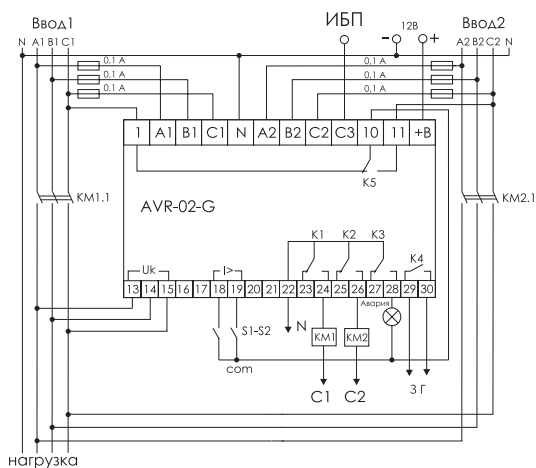 Ввод1 ИБП 12В Ввод2
N A1 B1 C1 − + A2 B2 C2 N
0,1 А 0,1 А
0,1 А 0,1 А
0,1 А 0,1 А
1 A1 B1 C1 N A2 B2 C2 C3 10 11 +B
K5
KM1.1 KM2.1
AVR-02-G
K1 K2 K3
K4
Uk I>
13 14 15 16 17 18 19 20 21 22 23 24 25 26 27 28 29 30
Авария
N
S1-S2 KM1 KM2
com
C1 C2 3 Г
нагрузка